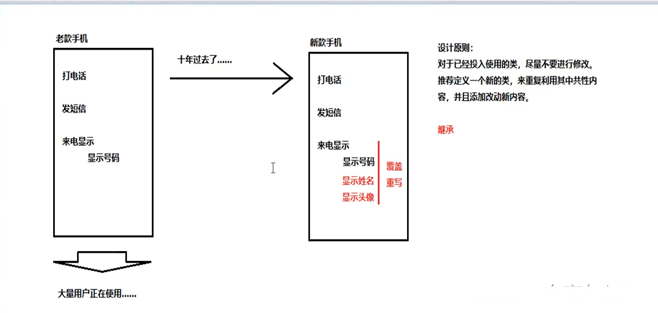 老款手机
打电话
发短信
来电显示
显示号码
大量用户正在使用......
十年过去了......
新款手机
打电话
发短信
来电显示
显示号码
显示姓名
显示头像
覆盖
重写
设计原则：
对于已经投入使用的类，尽量不要进行修改。
推荐定义一个新的类，来重复利用其中共性内
容，并且添加改动新内容。
继承